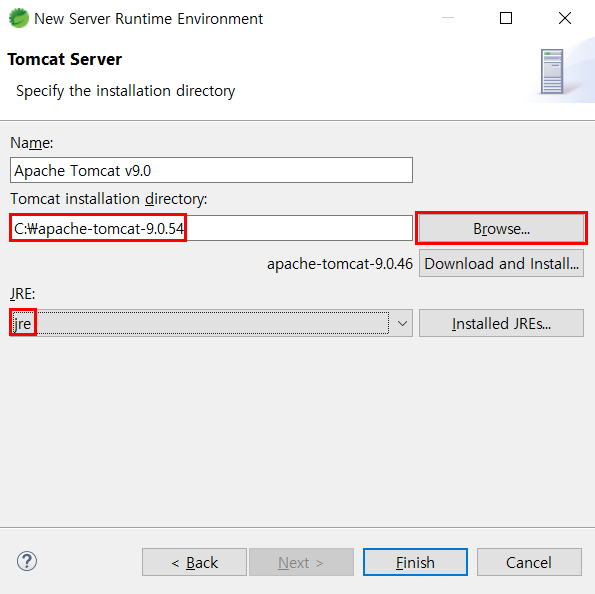 New Server Runtime Environment
Tomcat Server
Specify the installation directory
Name:
Apache Tomcat v9.0
Tomcat installation directory:
C:₩apache-tomcat-9.0.54
Browse...
apache-tomcat-9.0.46
Download and Install...
JRE:
jre
Installed JREs...
?
< Back
Next >
Finish
Cancel